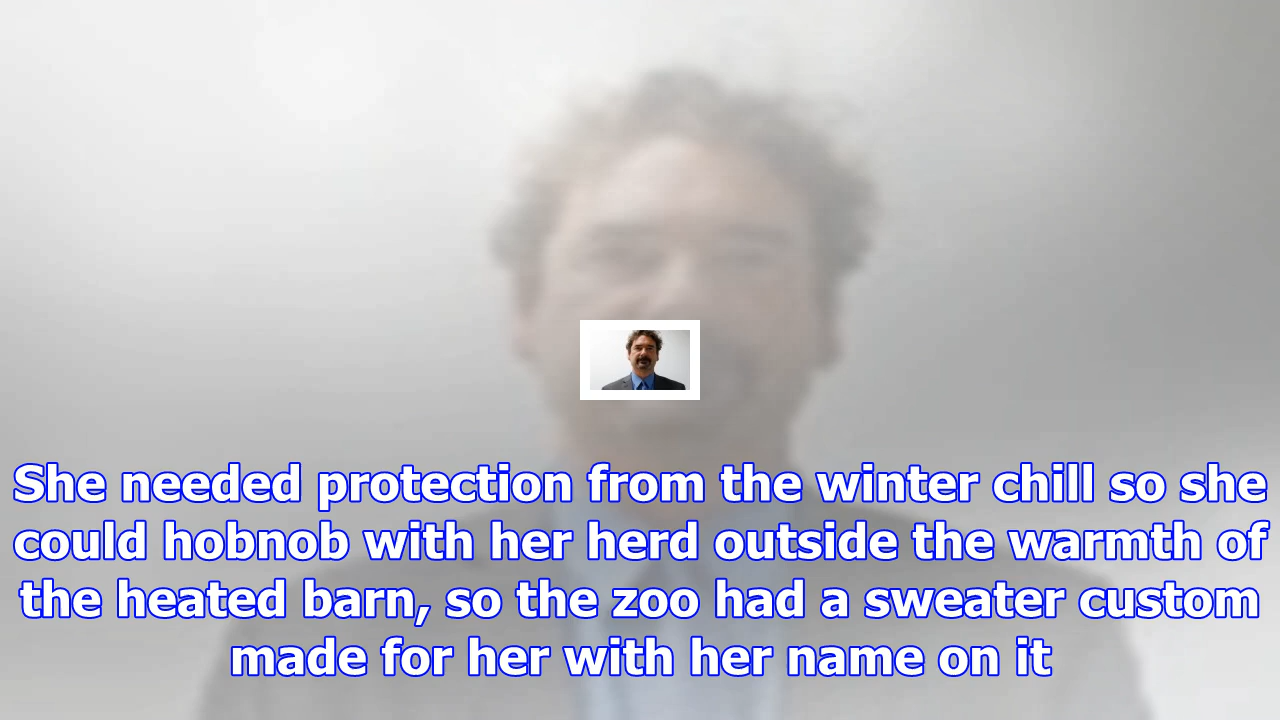 She needed protection from the winter chill so she
could hobnob with her herd outside the warmth of
the heated barn, so the zoo had a sweater custom
made for her with her name on it